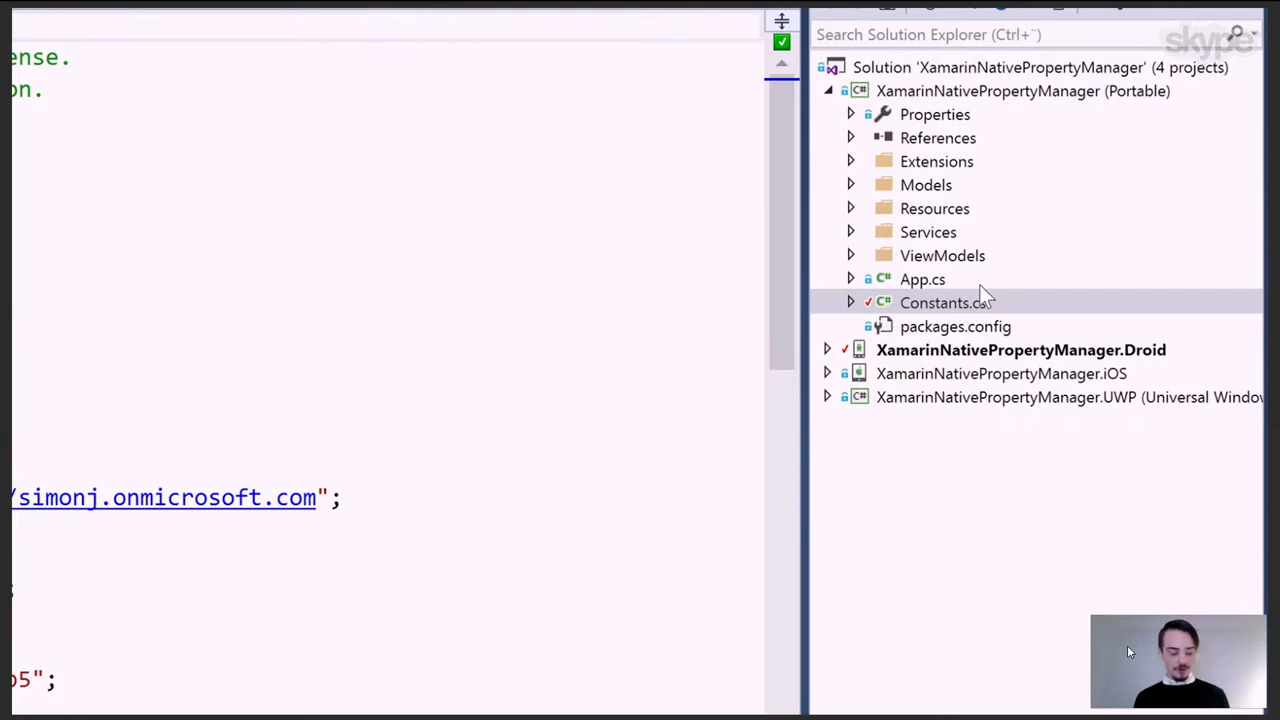 ense.
on.
/simonj.onmicrosoft.com";
;
5";
Search Solution Explorer (Ctrl+¨)
skype
Solution 'XamarinNativePropertyManager' (4 projects)
C# XamarinNativePropertyManager (Portable)
Properties
References
Extensions
Models
Resources
Services
ViewModels
C# App.cs
C# Constants.cs
packages.config
XamarinNativePropertyManager.Droid
XamarinNativePropertyManager.iOS
C# XamarinNativePropertyManager.UWP (Universal Windo